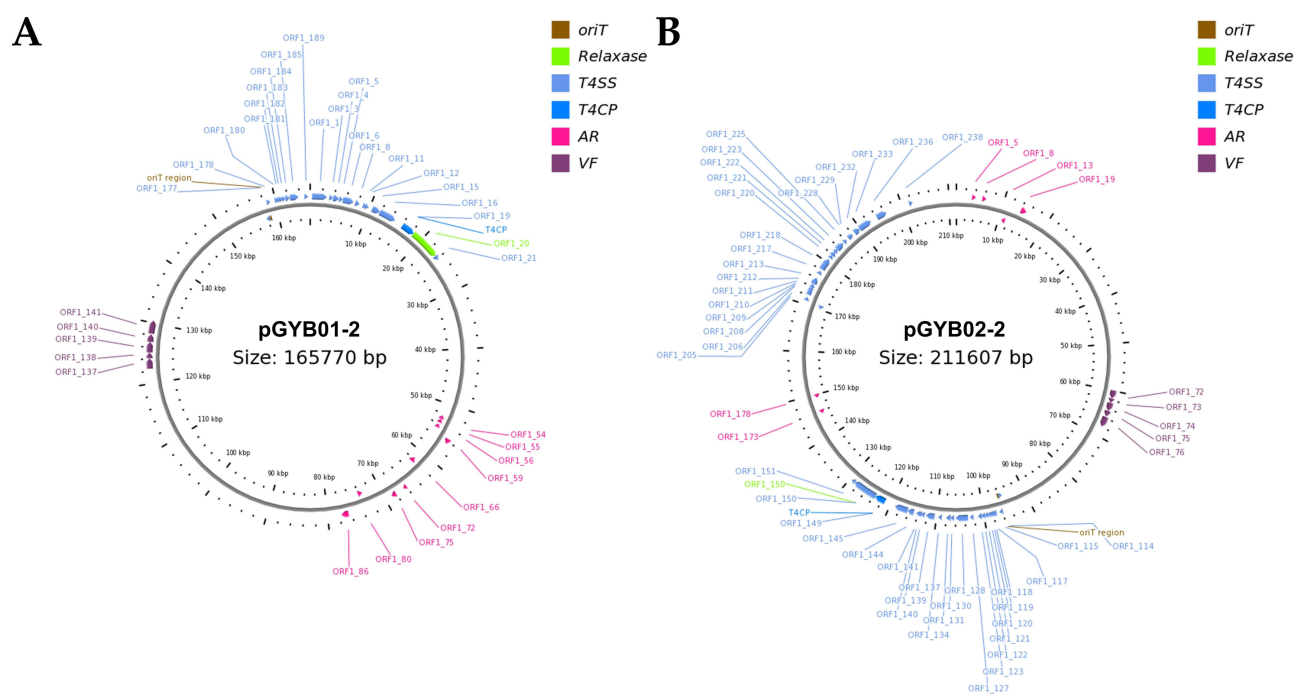 A
oriT
Relaxase
T4SS
T4CP
AR
VF
ORF1_189
ORF1_185
ORF1_184
ORF1_183
ORF1_182
ORF1_181
ORF1_180
ORF1_178
oriT region
ORF1_177
ORF1_5
ORF1_4
ORF1_3
ORF1_1
ORF1_6
ORF1_8
ORF1_11
ORF1_12
ORF1_15
ORF1_16
ORF1_19
T4CP
ORF1_20
ORF1_21
160 kbp
10 kbp
150 kbp
20 kbp
140 kbp
30 kbp
130 kbp
40 kbp
120 kbp
50 kbp
110 kbp
60 kbp
100 kbp
70 kbp
90 kbp
80 kbp
pGYB01-2
Size: 165770 bp
ORF1_141
ORF1_140
ORF1_139
ORF1_138
ORF1_137
ORF1_54
ORF1_55
ORF1_56
ORF1_59
ORF1_66
ORF1_72
ORF1_75
ORF1_80
ORF1_86
B
oriT
Relaxase
T4SS
T4CP
AR
VF
ORF1_225
ORF1_223
ORF1_222
ORF1_221
ORF1_220
ORF1_228
ORF1_229
ORF1_232
ORF1_233
ORF1_236
ORF1_238
ORF1_5
ORF1_8
ORF1_13
ORF1_19
ORF1_218
ORF1_217
ORF1_213
ORF1_212
ORF1_211
ORF1_210
ORF1_209
ORF1_208
ORF1_206
ORF1_205
210 kbp
10 kbp
200 kbp
20 kbp
190 kbp
30 kbp
180 kbp
40 kbp
170 kbp
50 kbp
160 kbp
60 kbp
150 kbp
70 kbp
140 kbp
80 kbp
130 kbp
90 kbp
120 kbp
100 kbp
110 kbp
pGYB02-2
Size: 211607 bp
ORF1_72
ORF1_73
ORF1_74
ORF1_75
ORF1_76
ORF1_178
ORF1_173
ORF1_151
ORF1_150
ORF1_150
T4CP
ORF1_149
ORF1_145
ORF1_144
ORF1_141
ORF1_137
ORF1_139
ORF1_140
ORF1_134
ORF1_128
ORF1_130
ORF1_131
oriT region
ORF1_115
ORF1_114
ORF1_117
ORF1_118
ORF1_119
ORF1_120
ORF1_121
ORF1_122
ORF1_123
ORF1_127